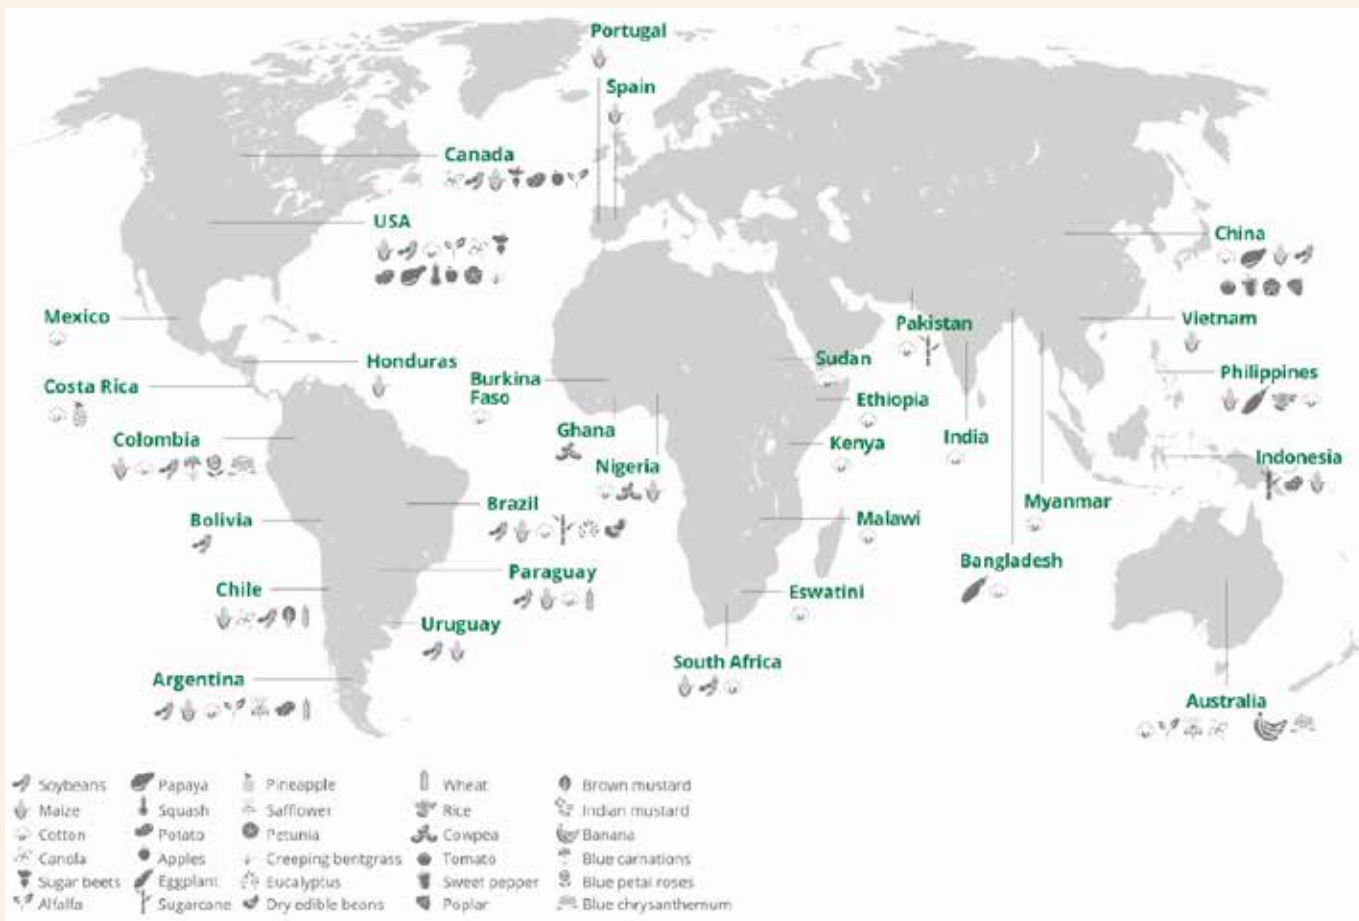 Portugal
Spain
Canada
USA
China
Mexico
Pakistan
Vietnam
Honduras
Sudan
Costa Rica
Burkina
Faso
Philippines
Ethiopia
Ghana
Colombia
Kenya
India
Nigeria
Indonesia
Brazil
Myanmar
Bolivia
Malawi
Bangladesh
Paraguay
Chile
Eswatini
Uruguay
South Africa
Argentina
Australia
Soybeans
Maize
Cotton
Canola
Sugar beets
Alfalfa
Papaya
Squash
Potato
Apples
Eggplant
Sugarcane
Pineapple
Safflower
Petunia
Creeping bentgrass
Eucalyptus
Dry edible beans
Wheat
Rice
Cowpea
Tomato
Sweet pepper
Poplar
Brown mustard
Indian mustard
Banana
Blue carnations
Blue petal roses
Blue chrysanthemum